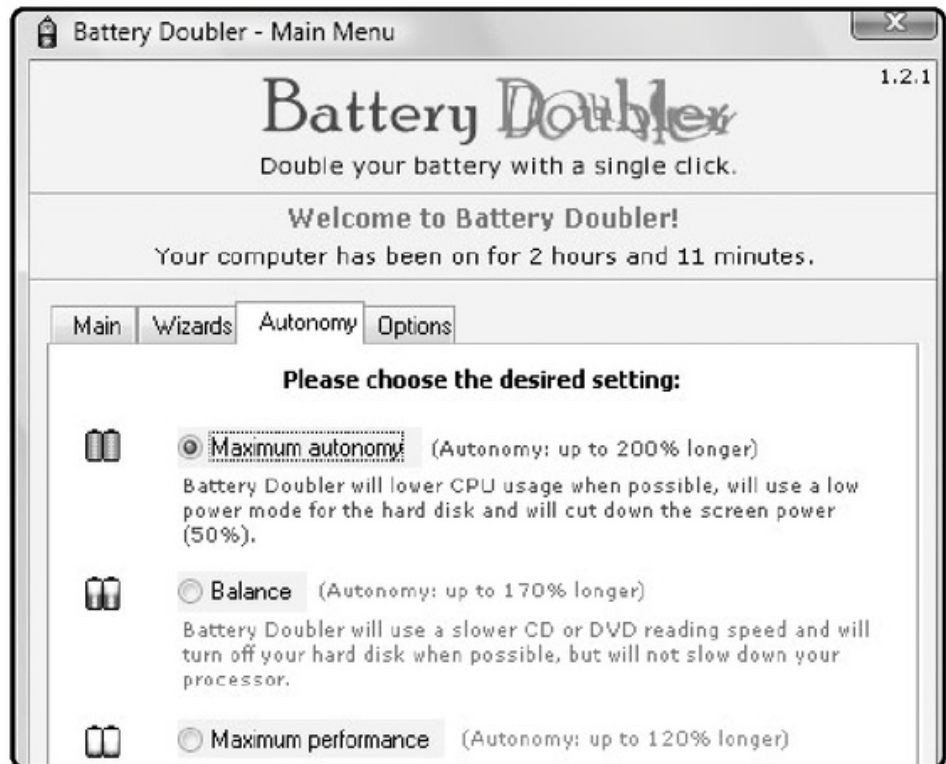 Battery Doubler - Main Menu
1.2.1
Battery Doubler
Double your battery with a single click.
Welcome to Battery Doubler!
Your computer has been on for 2 hours and 11 minutes.
Main Wizards Autonomy Options
Please choose the desired setting:
Maximum autonomy (Autonomy: up to 200% longer)
Battery Doubler will lower CPU usage when possible, will use a low
power mode for the hard disk and will cut down the screen power
(50%).
Balance (Autonomy: up to 170% longer)
Battery Doubler will use a slower CD or DVD reading speed and will
turn off your hard disk when possible, but will not slow down your
processor.
Maximum performance (Autonomy: up to 120% longer)